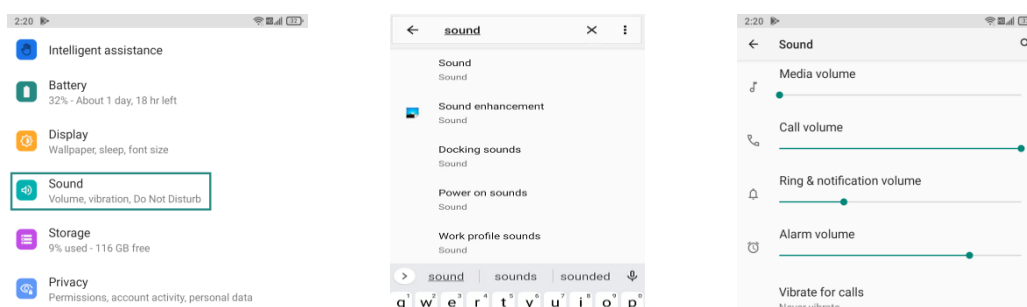 2:20 32
Intelligent assistance
Battery
32% - About 1 day, 18 hr left
Display
Wallpaper, sleep, font size
Sound
Volume, vibration, Do Not Disturb
Storage
9% used - 116 GB free
Privacy
Permissions, account activity, personal data
sound
Sound
Sound
Sound enhancement
Sound
Docking sounds
Sound
Power on sounds
Sound
Work profile sounds
Sound
sound sounds sounded
q w e r t y u i o p
2:20
Sound
Media volume
Call volume
Ring & notification volume
Alarm volume
Vibrate for calls
Never vibrate